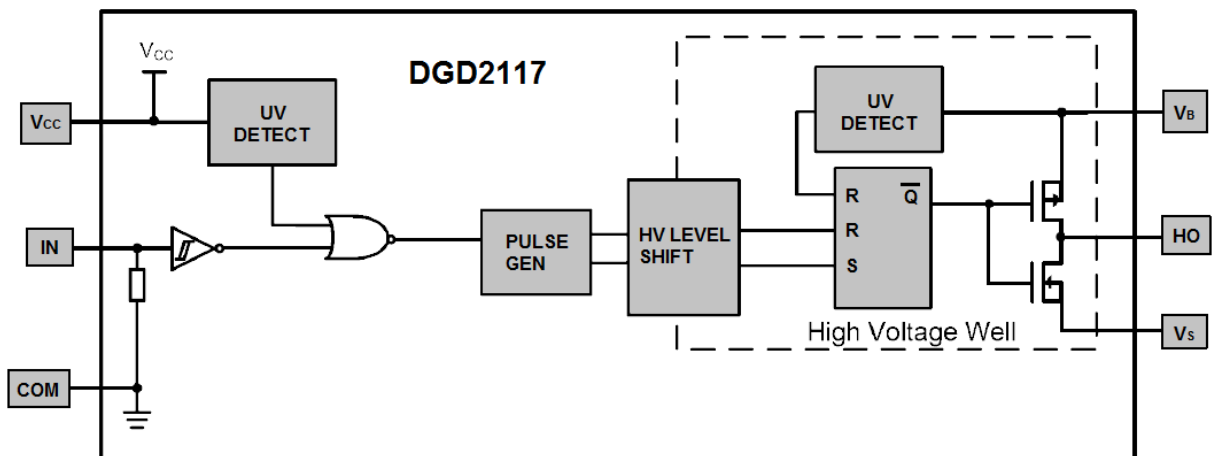 DGD2117
VCC
VCC
UV
DETECT
UV
DETECT
VB
IN
PULSE
GEN
HV LEVEL
SHIFT
R
Q
R
S
HO
High Voltage Well
VS
COM